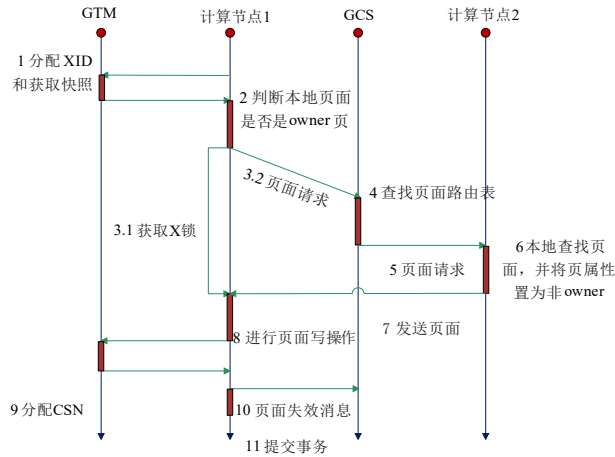 GTM
计算节点1
GCS
计算节点2
1 分配 XID
和获取快照
2 判断本地页面
是否是owner 页
3.2 页面请求
4 查找页面路由表
3.1 获取X锁
5 页面请求
6本地查找页
面，并将页属性
置为非owner
7 发送页面
8 进行页面写操作
9 分配CSN
10 页面失效消息
11 提交事务